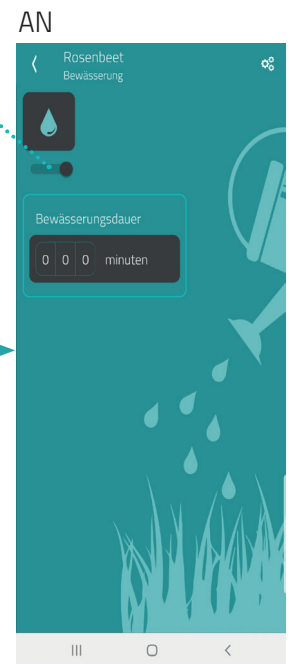 AN
Rosenbeet
Bewässerung
Bewässerungsdauer
0 0 0 minuten